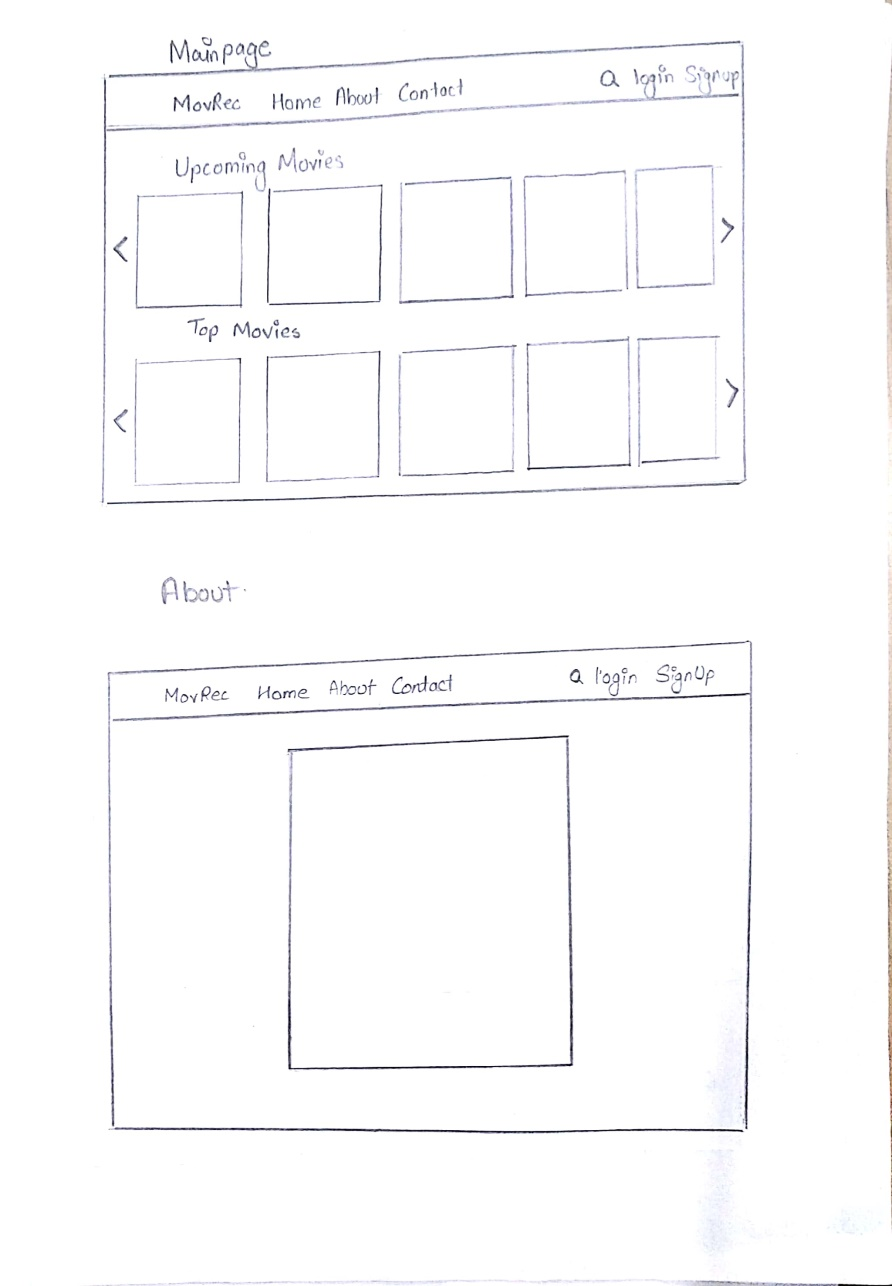 Mainpage
MovRec Home About Contact login Signup
Upcoming Movies
< >
Top Movies
< >
About.
MovRec Home About Contact login SignUp